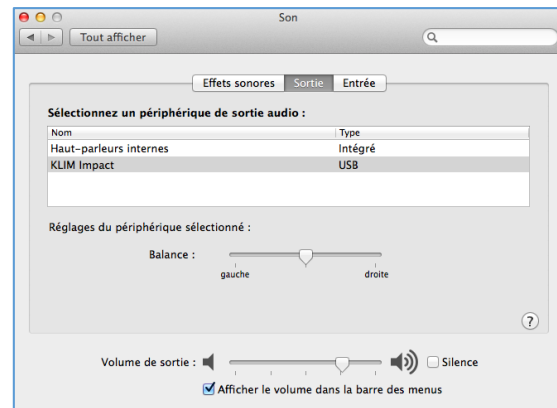 Son
Tout afficher
Effets sonores Sortie Entrée
Sélectionnez un périphérique de sortie audio :
Nom Type
Haut-parleurs internes Intégré
KLIM Impact USB
Réglages du périphérique sélectionné :
Balance :
gauche droite
?
Volume de sortie : Silence
Afficher le volume dans la barre des menus